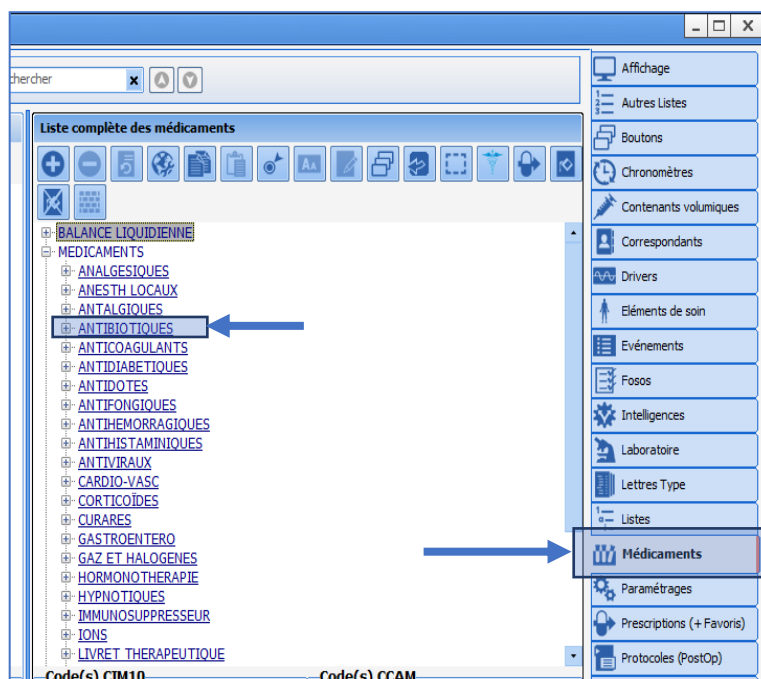 hercher
Liste complète des médicaments
BALANCE LIQUIDIENNE
MEDICAMENTS
ANALGESIQUES
ANESTH LOCAUX
ANTALGIQUES
ANTIBIOTIQUES
ANTICOAGULANTS
ANTIDIABETIQUES
ANTIDOTES
ANTIFONGIQUES
ANTIHEMORRAGIQUES
ANTIHISTAMINIQUES
ANTIVIRAUX
CARDIO-VASC
CORTICOÏDES
CURARES
GASTROENTERO
GAZ ET HALOGENES
HORMONOTHERAPIE
HYPNOTIQUES
IMMUNOSUPPRESSEUR
IONS
LIVRET THERAPEUTIQUE
Code(s) CIM10 Code(s) CCAM
Affichage
Autres Listes
Boutons
Chronomètres
Contenants volumiques
Correspondants
Drivers
Eléments de soin
Evénements
Fosos
Intelligences
Laboratoire
Lettres Type
Listes
Médicaments
Paramétrages
Prescriptions (+ Favoris)
Protocoles (PostOp)